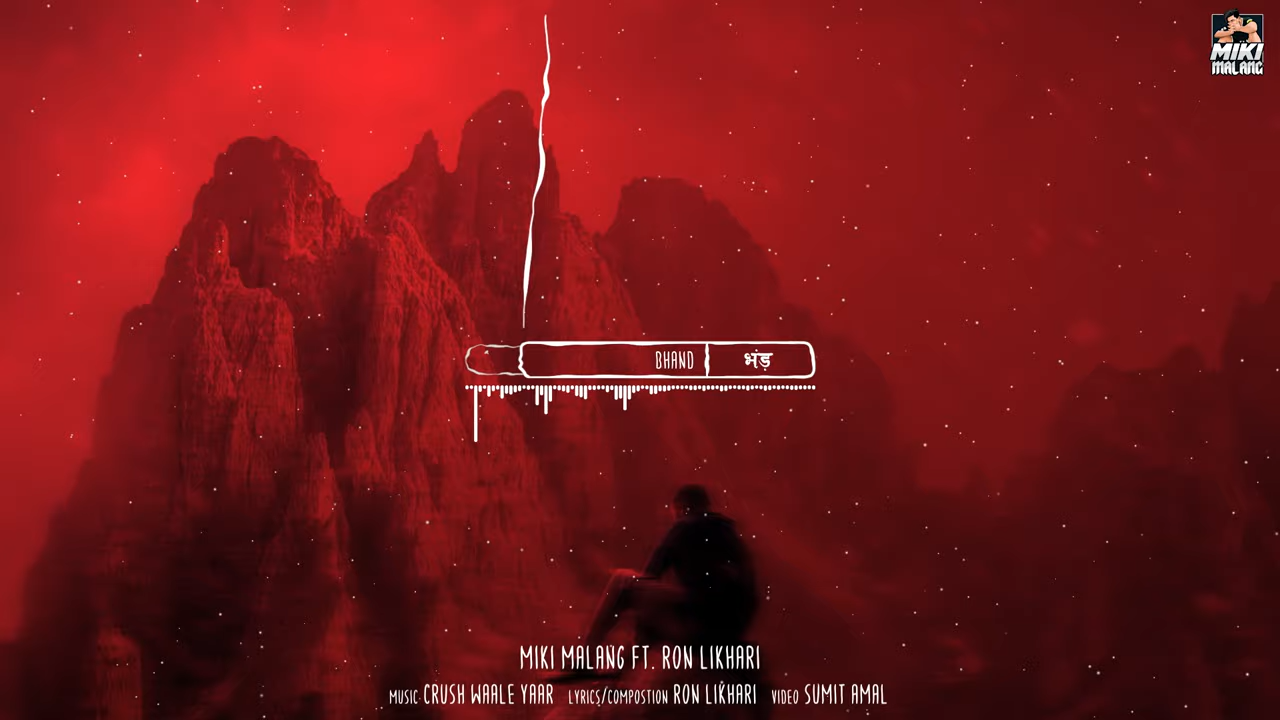 MIKI
MALANG
BHAND भंड़
MIKI MALANG FT. RON LIKHARI
MUSIC CRUSH WAALE YAAR LYRICS/COMPOSTION RON LIKHARI VIDEO SUMIT AMAL